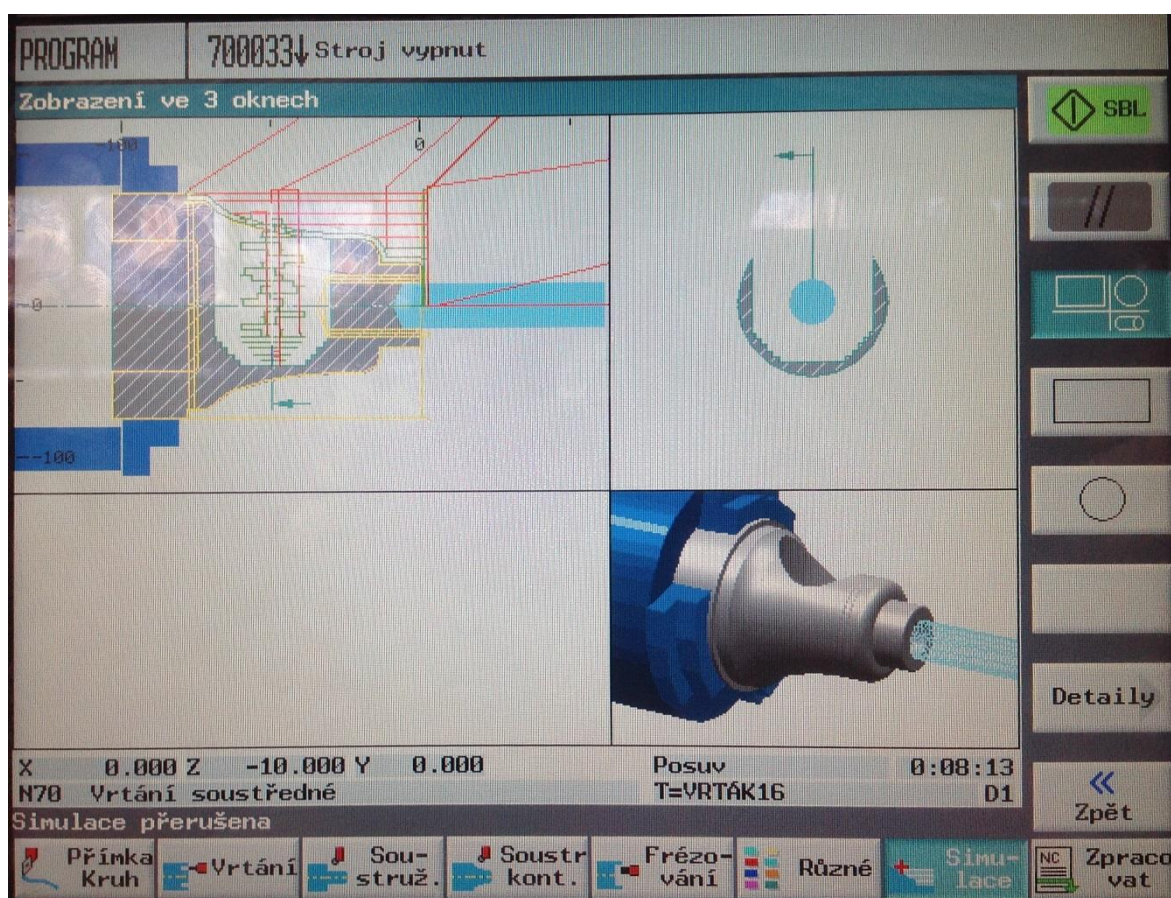 PROGRAM
700033↓ Stroj vypnut
Zobrazení ve 3 oknech
SBL
-100
0
0
-100
Detaily
X 0.000 Z -10.000 Y 0.000 Posuv 0:08:13
N70 Vrtání soustředné T=VRTÁK16 D1
Simulace přerušena
« Zpět
Přímka Kruh
Vrtání
Sou- struž.
Soustr kont.
Frézo- vání
Různé
Simu- lace
NC Zpraco vat